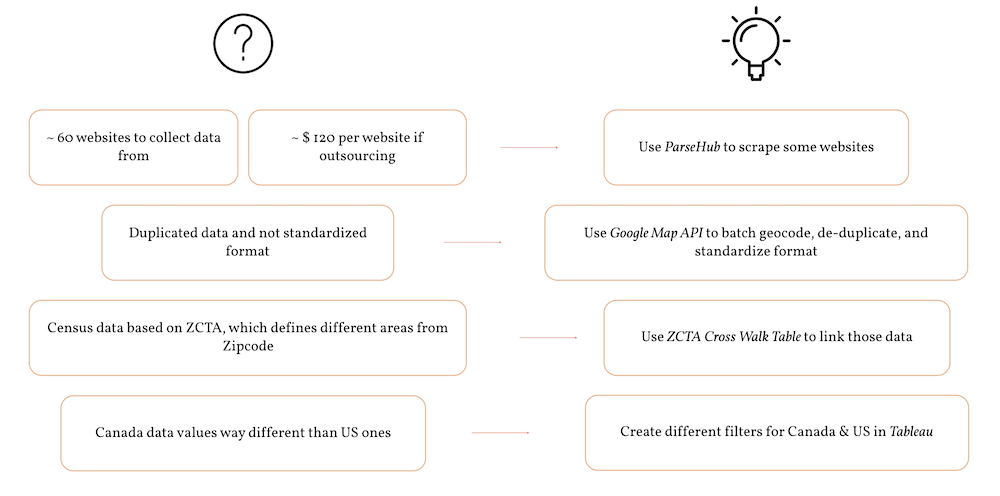 ?
~ 60 websites to collect data
from
~ $ 120 per website if
outsourcing
Use ParseHub to scrape some websites
Duplicated data and not standardized
format
Use Google Map API to batch geocode, de-duplicate, and
standardize format
Census data based on ZCTA, which defines different areas from
Zipcode
Use ZCTA Cross Walk Table to link those data
Canada data values way different than US ones
Create different filters for Canada & US in Tableau